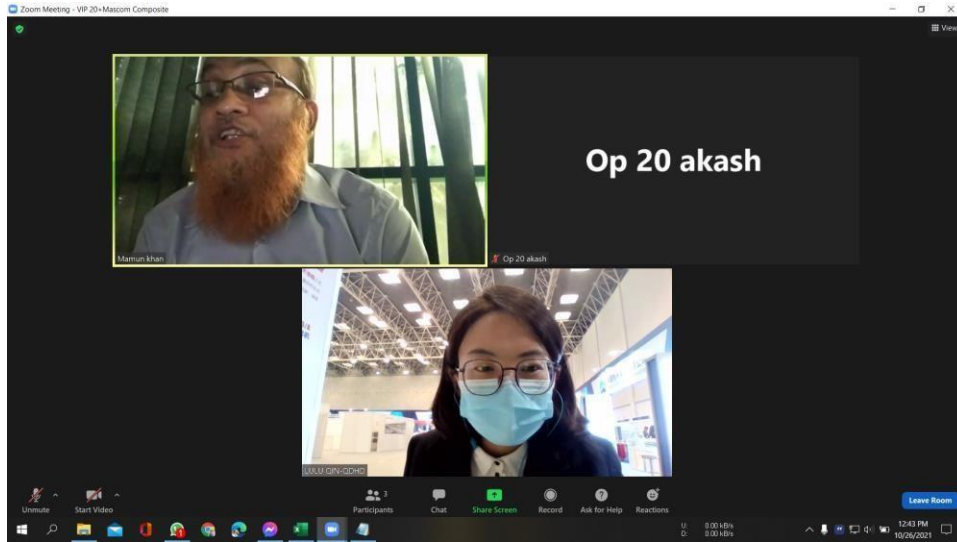 Zoom Meeting - VIP 20+Mascom Composite
View
Mamun khan
Op 20 akash
Op 20 akash
LULU QIN-QDHO
Unmute
Start Video
3
Participants
Chat
Share Screen
Record
Ask for Help
Reactions
Leave Room
U: 0.00 kB/s
D: 0.00 kB/s
12:43 PM
10/26/2021